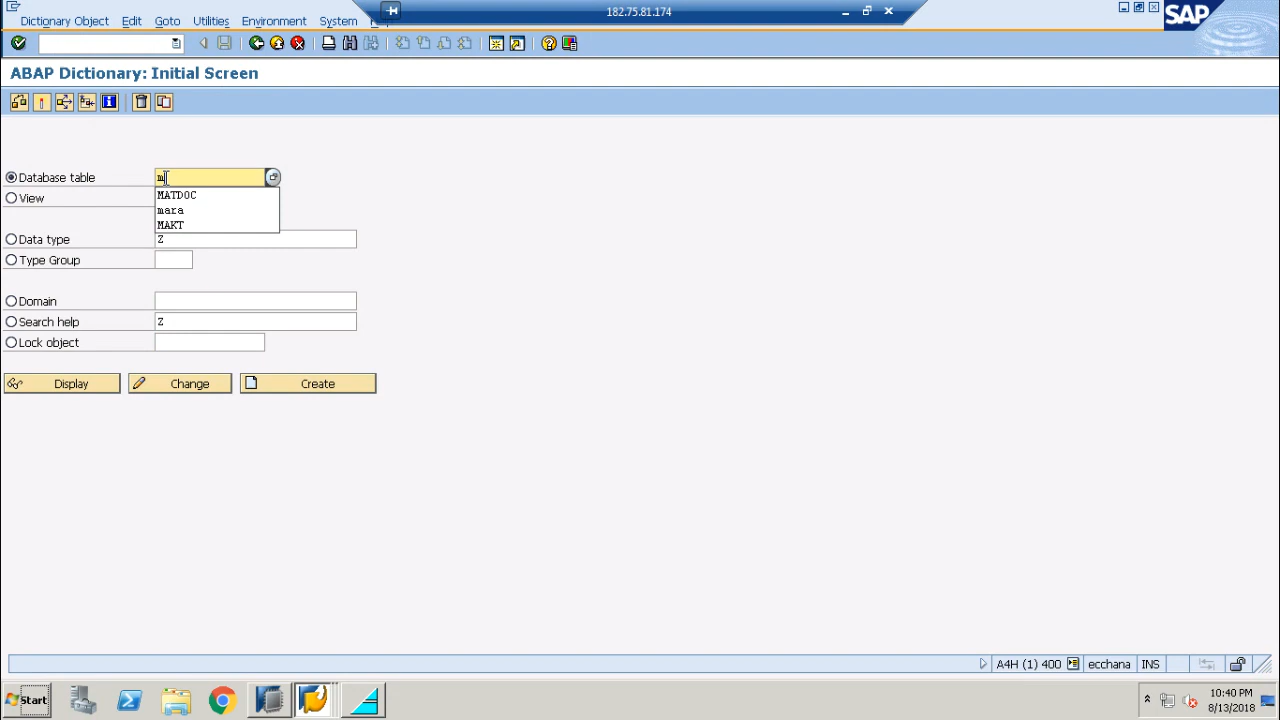 182.75.81.174
Dictionary Object Edit Goto Utilities Environment System
SAP
ABAP Dictionary: Initial Screen
Database table m
MATDOC
mara
MAKT
View
Data type Z
Type Group
Domain
Search help Z
Lock object
Display Change Create
A4H (1) 400 ecchana INS
Start
10:40 PM
8/13/2018